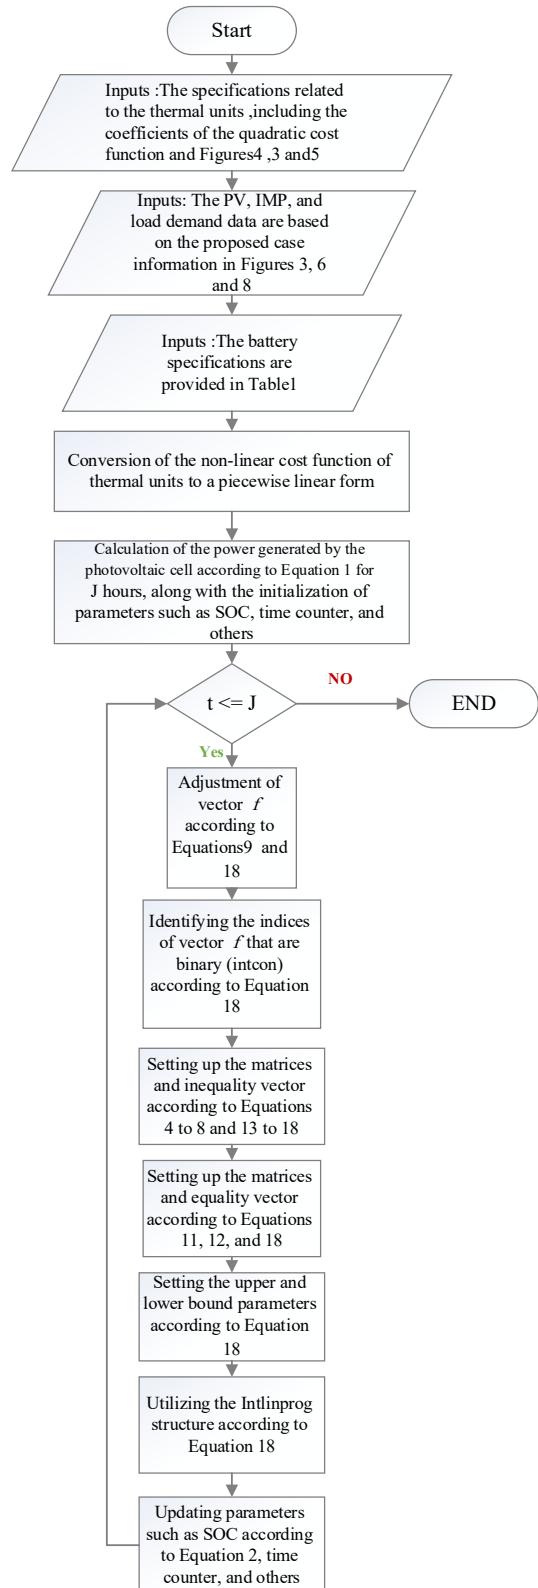 Start
Inputs :The specifications related
to the thermal units ,including the
coefficients of the quadratic cost
function and Figures4 ,3 and5
Inputs: The PV, IMP, and
load demand data are based
on the proposed case
information in Figures 3, 6
and 8
Inputs :The battery
specifications are
provided in Table1
Conversion of the non-linear cost function of
thermal units to a piecewise linear form
Calculation of the power generated by the
photovoltaic cell according to Equation 1 for
J hours, along with the initialization of
parameters such as SOC, time counter, and
others
t <= J
NO
END
Yes
Adjustment of
vector f
according to
Equations9 and
18
Identifying the indices
of vector f that are
binary (intcon)
according to Equation
18
Setting up the matrices
and inequality vector
according to Equations
4 to 8 and 13 to 18
Setting up the matrices
and equality vector
according to Equations
11, 12, and 18
Setting the upper and
lower bound parameters
according to Equation
18
Utilizing the Intlinprog
structure according to
Equation 18
Updating parameters
such as SOC according
to Equation 2, time
counter, and others